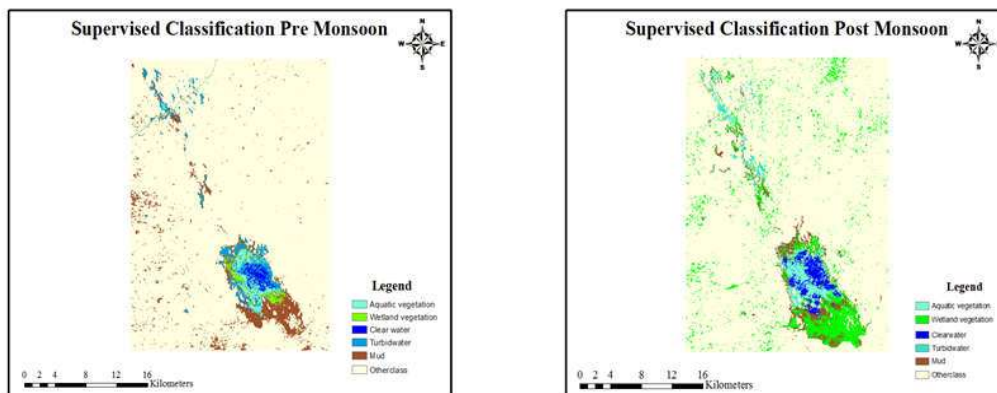 Supervised Classification Pre Monsoon
N
W E
S
Legend
Aquatic vegetation
Wetland vegetation
Clear water
Turbidwater
Mud
Otherclass
0 2 4 8 12 16
Kilometers
Supervised Classification Post Monsoon
N
W E
S
Legend
Aquatic vegetation
Wetland vegetation
Clearwater
Turbidwater
Mud
Otherclass
0 2 4 8 12 16
Kilometers